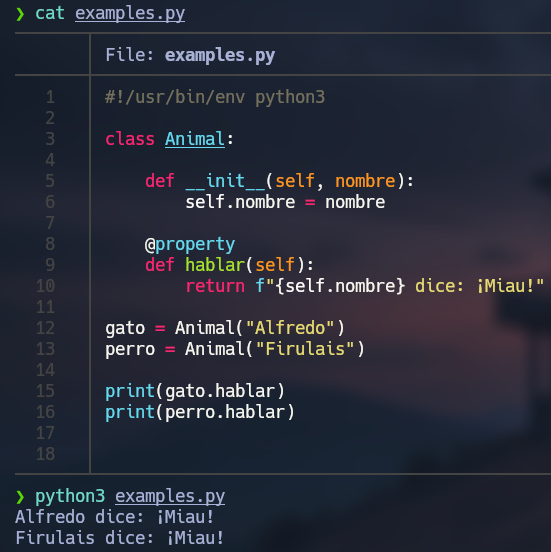 ❯ cat examples.py
File: examples.py
1 #!/usr/bin/env python3
2
3 class Animal:
4
5     def __init__(self, nombre):
6         self.nombre = nombre
7
8     @property
9     def hablar(self):
10         return f"{self.nombre} dice: ¡Miau!"
11
12 gato = Animal("Alfredo")
13 perro = Animal("Firulais")
14
15 print(gato.hablar)
16 print(perro.hablar)
17
18
❯ python3 examples.py
Alfredo dice: ¡Miau!
Firulais dice: ¡Miau!